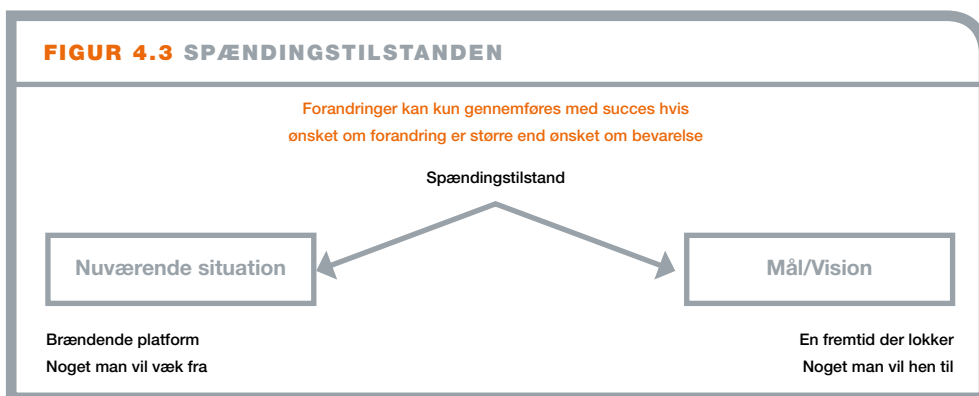 FIGUR 4.3 SPÆNDINGSTILSTANDEN
Forandringer kan kun gennemføres med succes hvis
ønsket om forandring er større end ønsket om bevarelse
Spændingstilstand
Nuværende situation
Mål/Vision
Brændende platform
Noget man vil væk fra
En fremtid der lokker
Noget man vil hen til